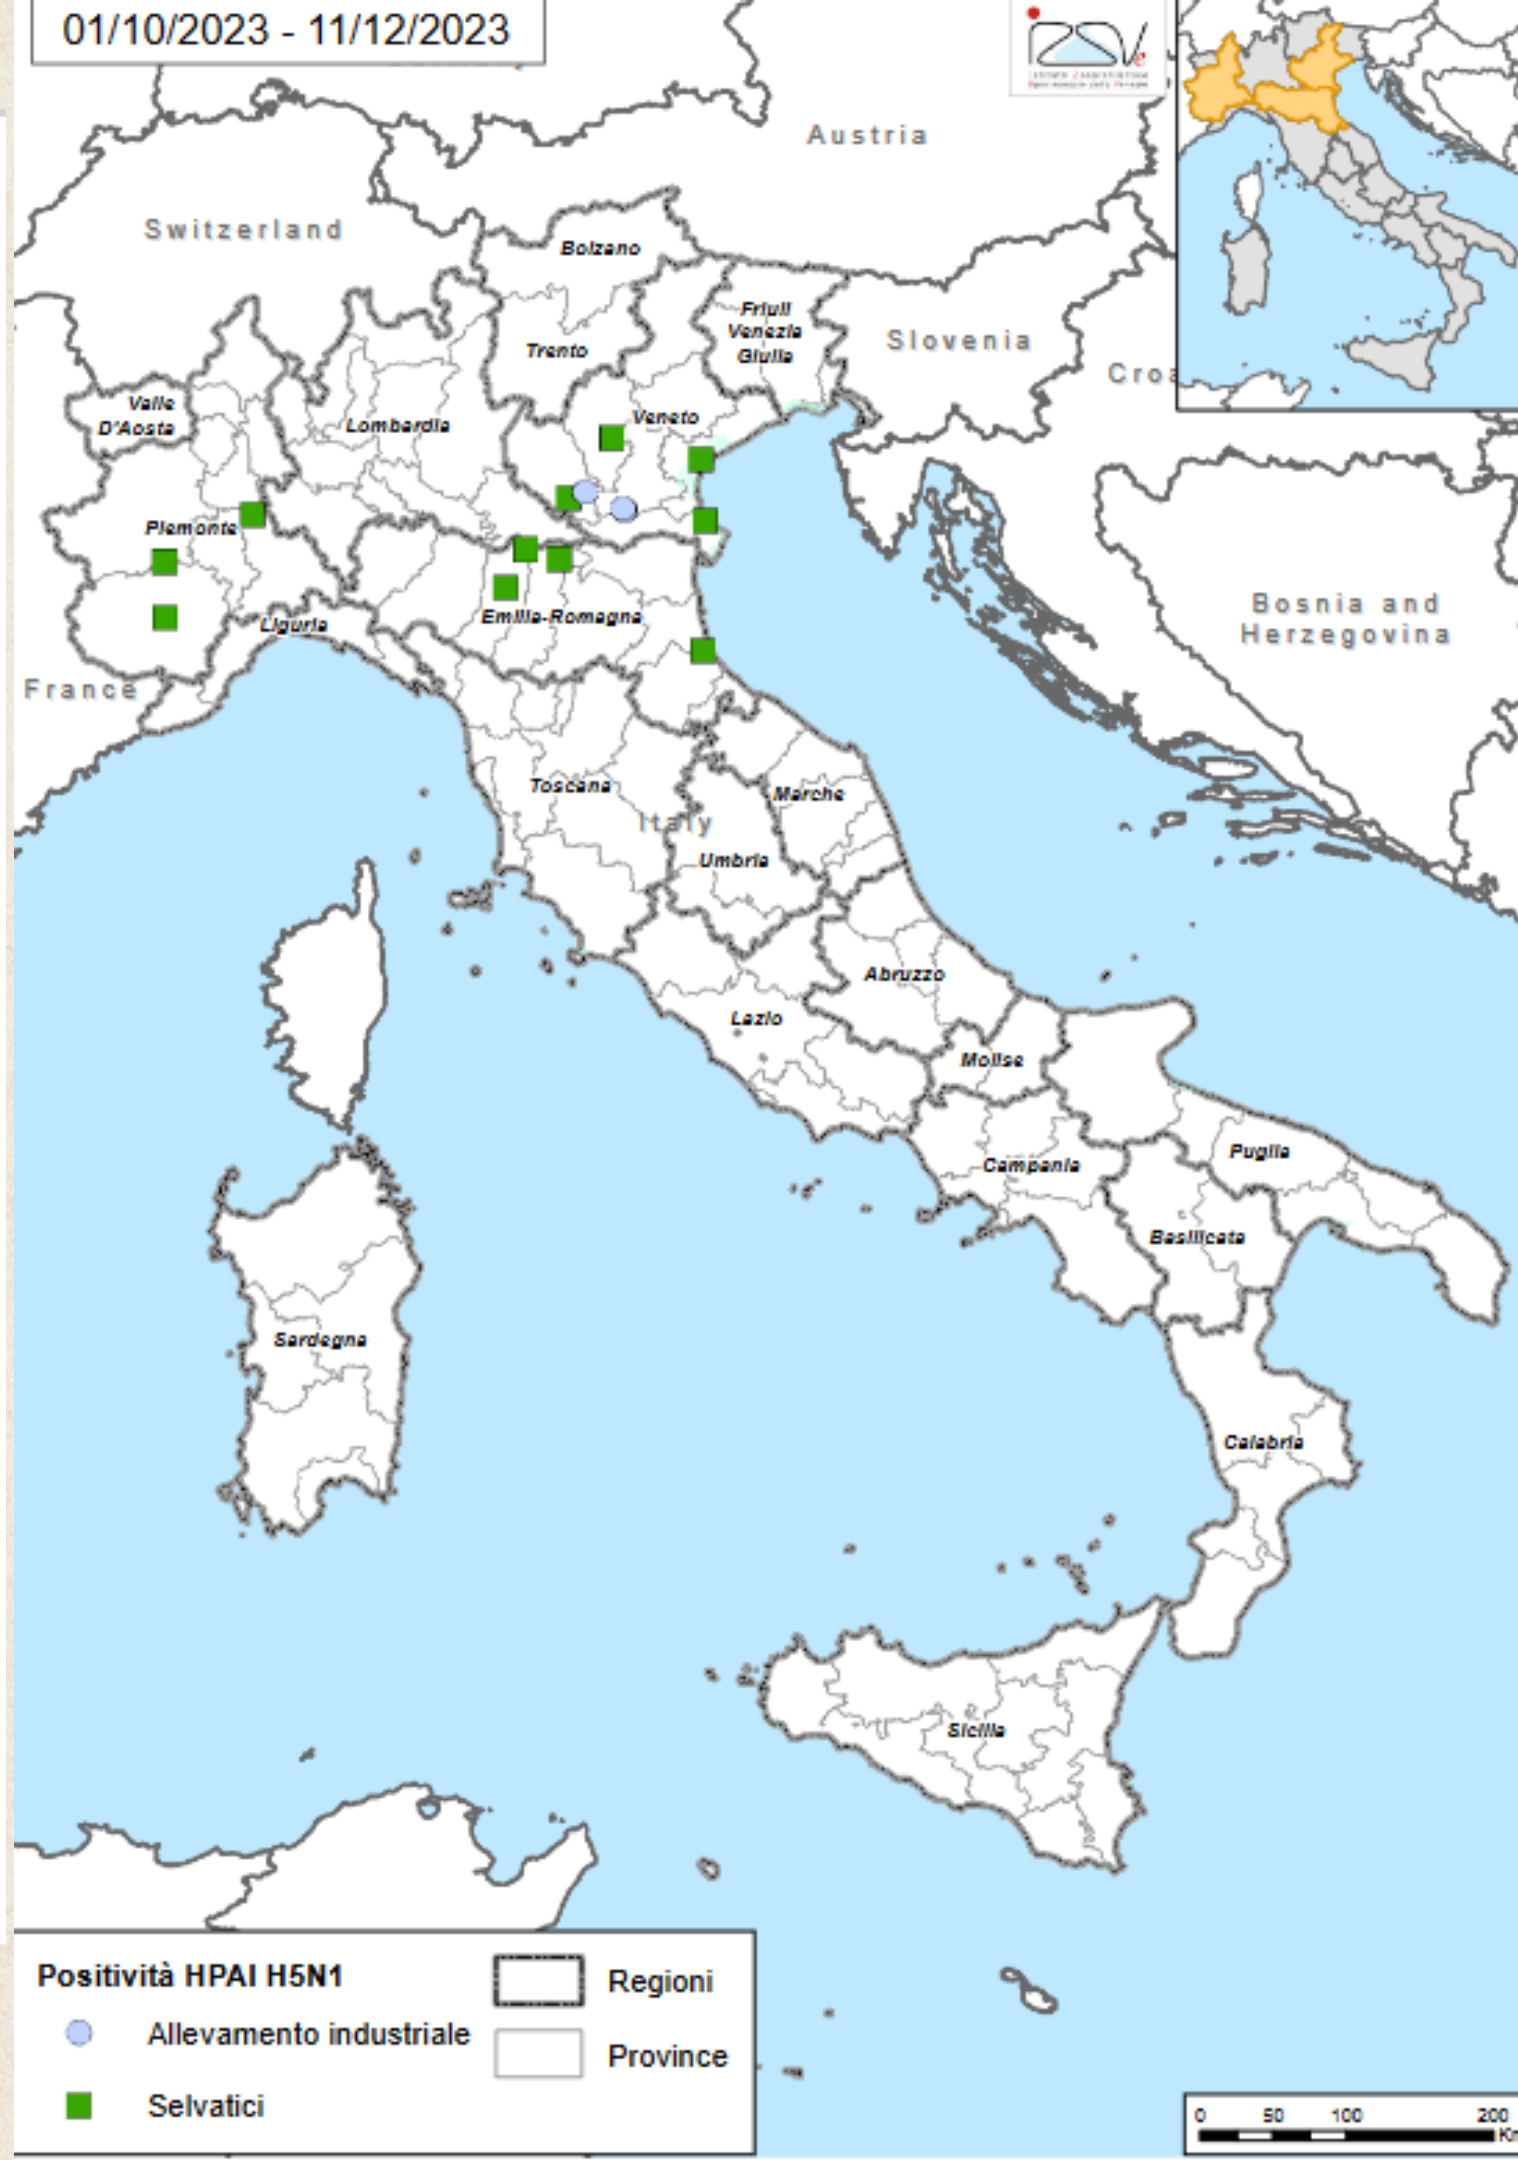 01/10/2023 - 11/12/2023
Austria
Switzerland
Bolzano
Friuli
Venezia
Giulia
Slovenia
Trento
Croa
Valle
D'Aosta
Lombardia
Veneto
Piemonte
Bosnia and
Herzegovina
Emilia-Romagna
Liguria
France
Toscana
Marche
Italy
Umbria
Abruzzo
Lazio
Molise
Puglia
Campania
Basilicata
Sardegna
Calabria
Sicilia
Positività HPAI H5N1
Allevamento industriale
Selvatici
Regioni
Province
0 50 100 200
Km